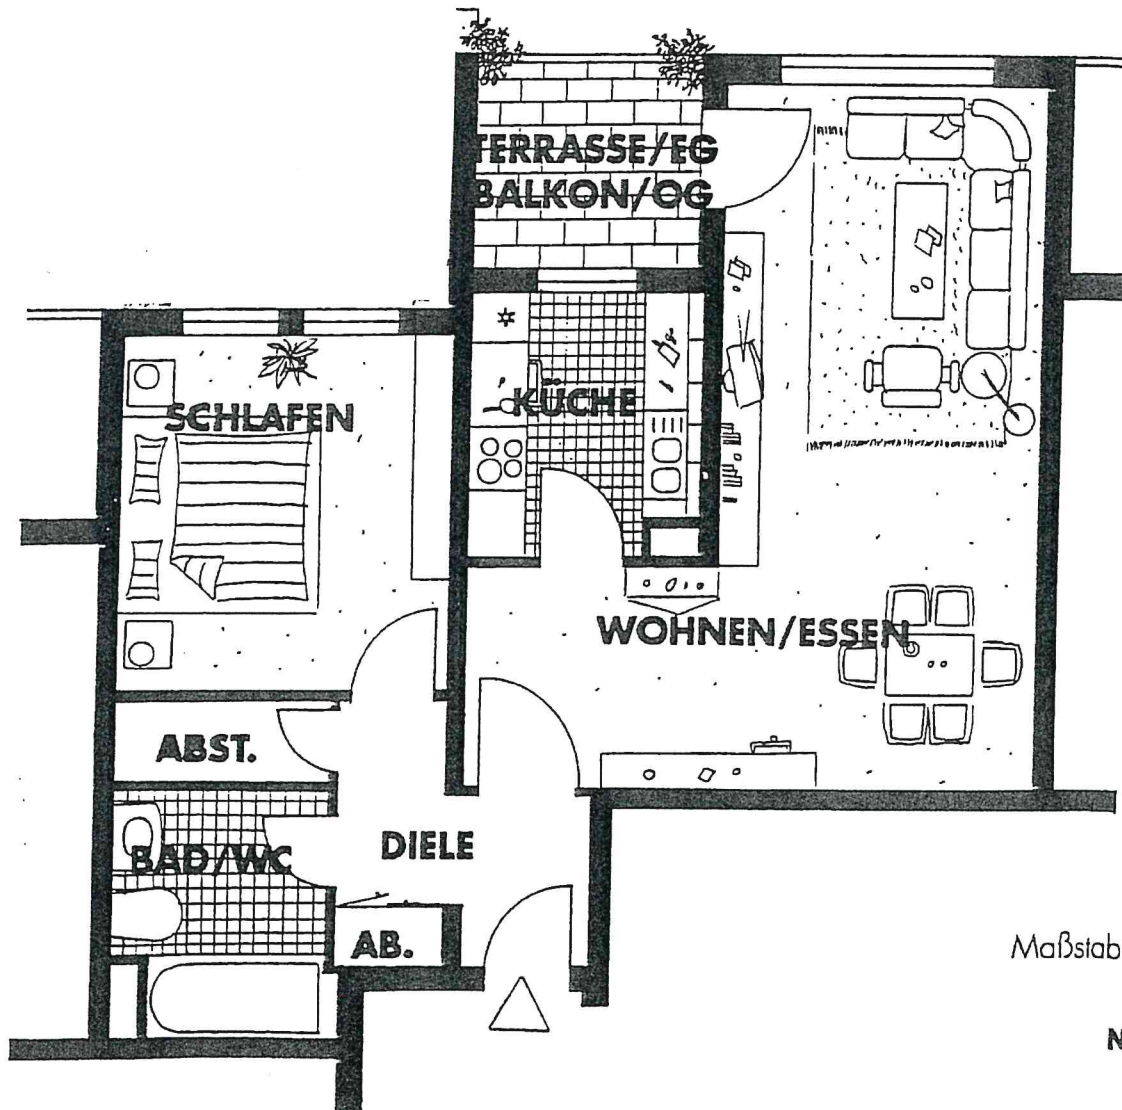 TERRASSE/EG
BALKON/OG
KÜCHE
SCHLAFEN
WOHNEN/ESSEN
ABST.
BAD/WC
DIELE
AB.
Maßstab
N